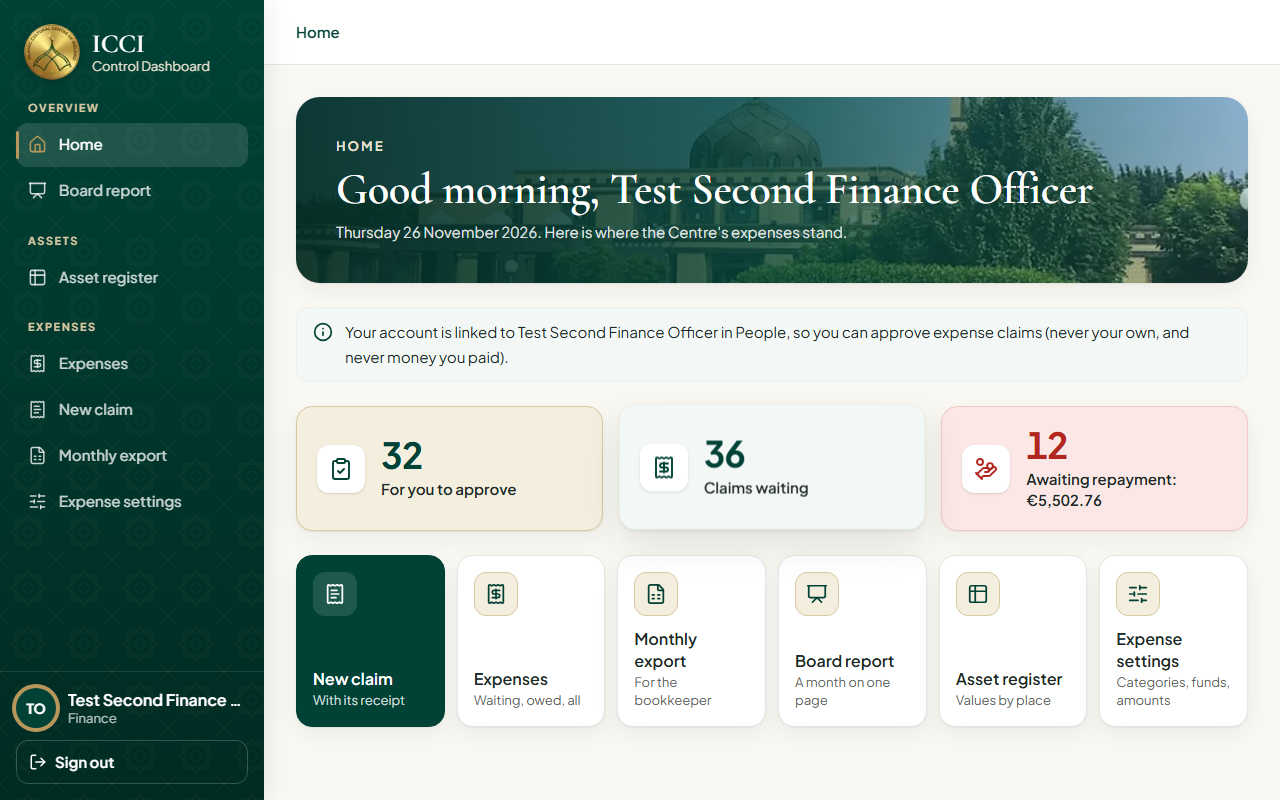 ICCI
Control Dashboard
OVERVIEW
Home
Board report
ASSETS
Asset register
EXPENSES
Expenses
New claim
Monthly export
Expense settings
TO
Test Second Finance ...
Finance
Sign out
Home
HOME
Good morning, Test Second Finance Officer
Thursday 26 November 2026. Here is where the Centre's expenses stand.
Your account is linked to Test Second Finance Officer in People, so you can approve expense claims (never your own, and
never money you paid).
32
For you to approve
36
Claims waiting
12
Awaiting repayment:
€5,502.76
New claim
With its receipt
Expenses
Waiting, owed, all
Monthly
export
For the
bookkeeper
Board report
A month on one
page
Asset register
Values by place
Expense
settings
Categories, funds,
amounts